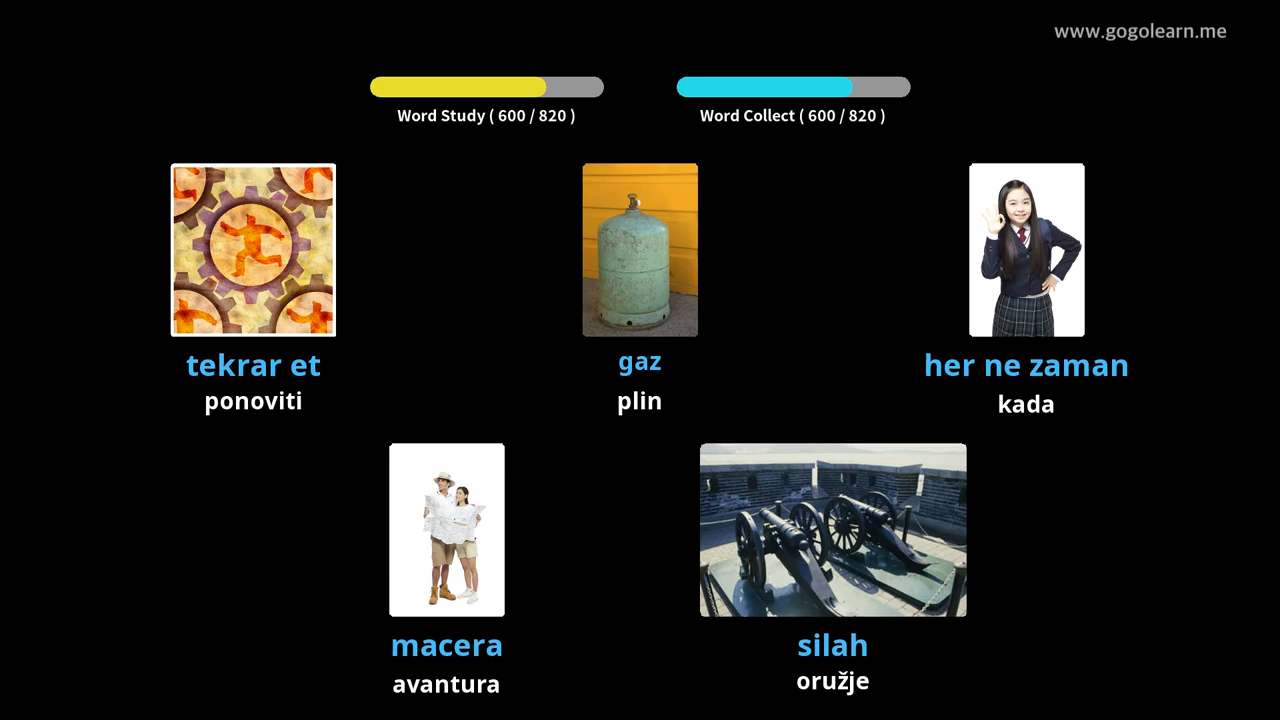 www.gogolearn.me
Word Study ( 600 / 820 )
Word Collect ( 600 / 820 )
tekrar et
ponoviti
gaz
plin
her ne zaman
kada
macera
avantura
silah
oružje